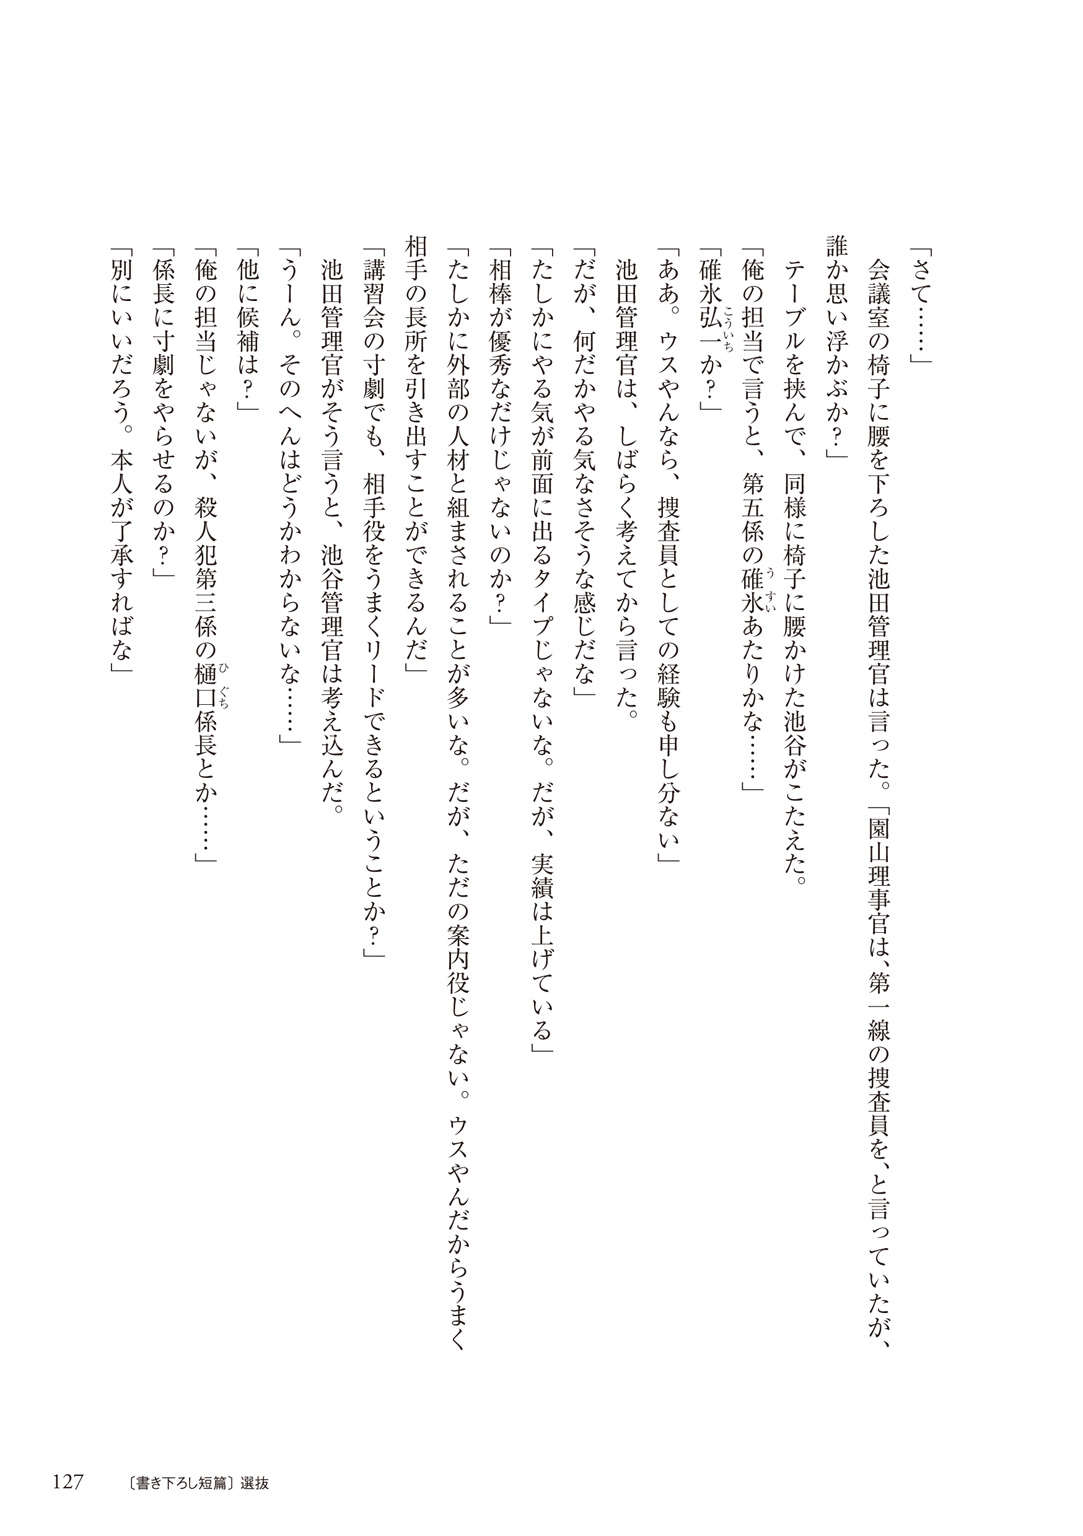 「さて……」
会議室の椅子に腰を下ろした池田管理官は言った。「園山理事官は、第一線の捜査員を、と言っていたが、
誰か思い浮かぶか？」
テーブルを挟んで、同様に椅子に腰かけた池谷がこたえた。
「俺の担当で言うと、第五係の碓氷あたりかな……」
うすい
「碓氷弘一か？」
こういち
「ああ。ウスやんなら、捜査員としての経験も申し分ない」
池田管理官は、しばらく考えてから言った。
「だが、何だかやる気なさそうな感じだな」
「たしかにやる気が前面に出るタイプじゃないな。だが、実績は上げている」
「相棒が優秀なだけじゃないのか？」
「たしかに外部の人材と組まされることが多いな。だが、ただの案内役じゃない。ウスやんだからうまく
相手の長所を引き出すことができるんだ」
「講習会の寸劇でも、相手役をうまくリードできるということか？」
池田管理官がそう言うと、池谷管理官は考え込んだ。
「うーん。そのへんはどうかわからないな……」
「他に候補は？」
「俺の担当じゃないが、殺人犯第三係の樋口係長とか……」
ひぐち
「係長に寸劇をやらせるのか？」
「別にいいだろう。本人が了承すればな」
127 〔書き下ろし短篇〕選抜